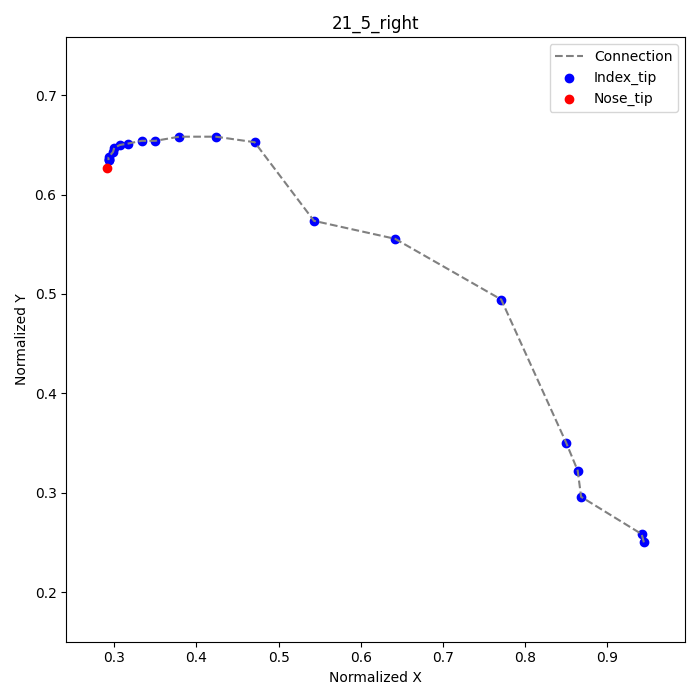 21_5_right
Connection
Index_tip
Nose_tip
0.7
0.6
0.5
0.4
0.3
0.2
Normalized Y
0.3 0.4 0.5 0.6 0.7 0.8 0.9
Normalized X